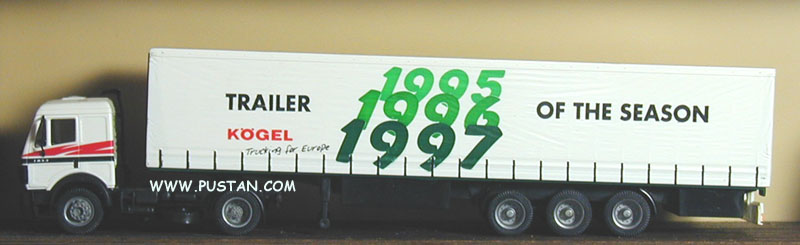 1995
1996
1997
TRAILER OF THE SEASON
KÖGEL
Trucking for Europe
WWW.PUSTAN.COM